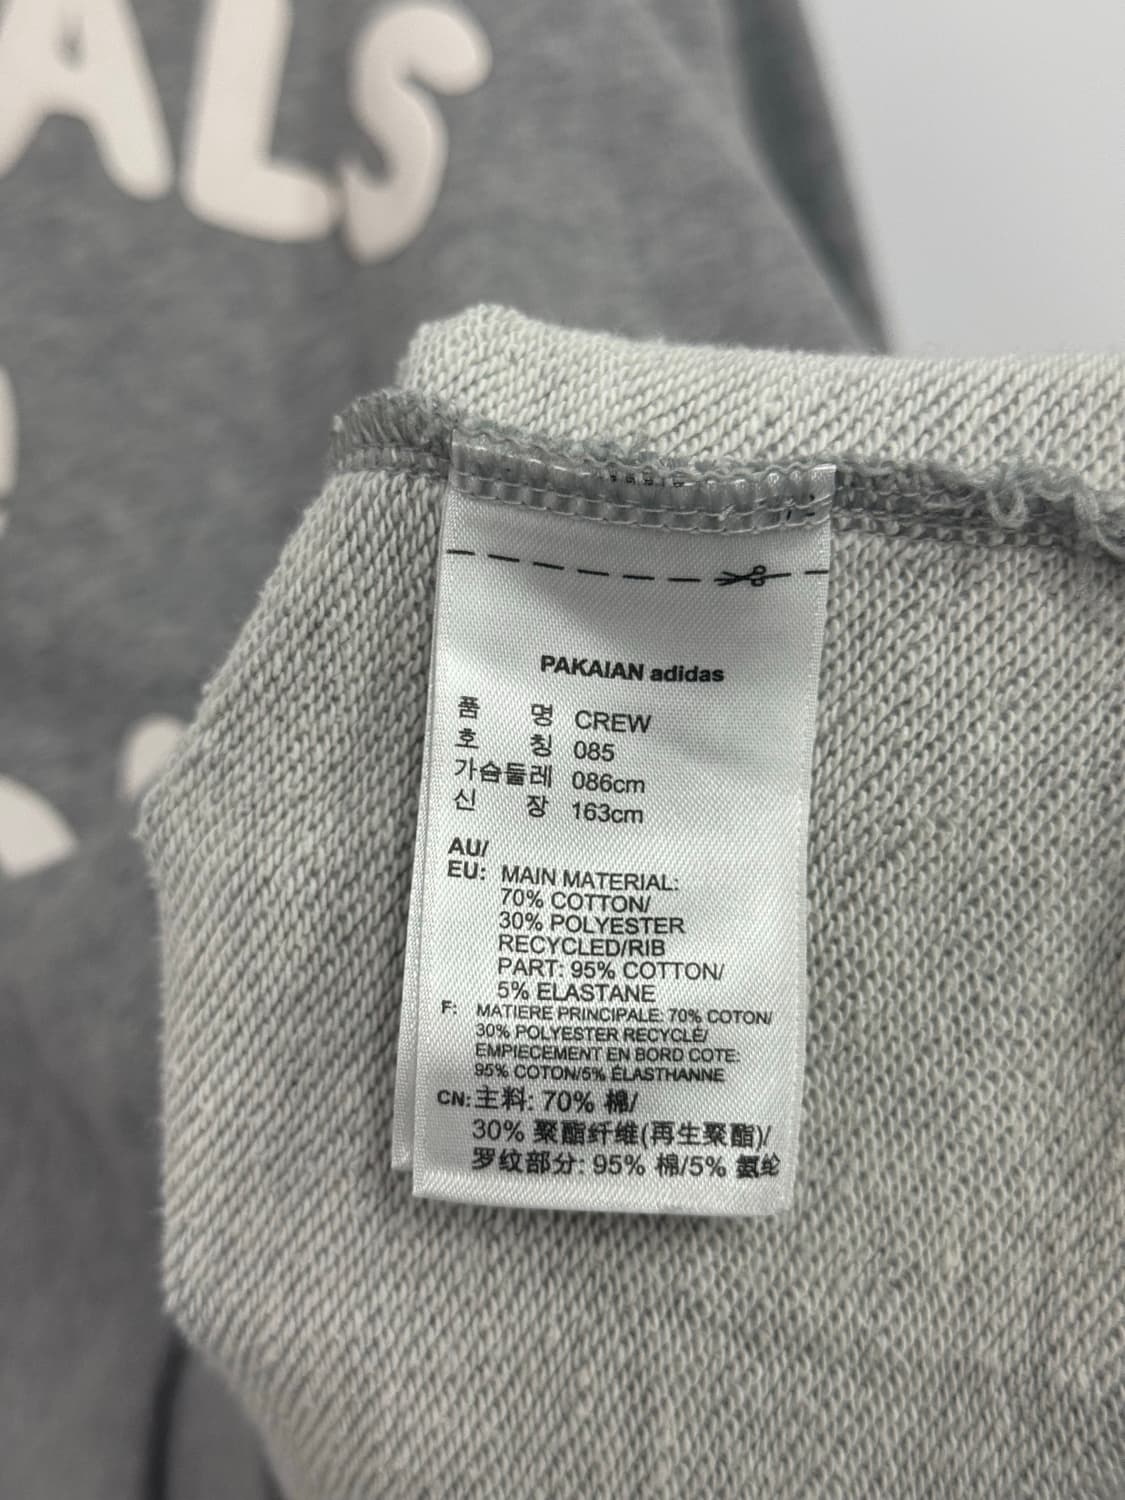 ALS
PAKAIAN adidas
품 명 CREW
호 칭 085
가슴둘레 086cm
신 장 163cm
AU/
EU: MAIN MATERIAL:
70% COTTON/
30% POLYESTER
RECYCLED/RIB
PART: 95% COTTON/
5% ELASTANE
F: MATIERE PRINCIPALE: 70% COTON/
30% POLYESTER RECYCLÉ/
EMPIECEMENT EN BORD COTE:
95% COTON/5% ÉLASTHANNE
CN: 主料: 70% 棉/
30% 聚酯纤维(再生聚酯)/
罗纹部分: 95% 棉/5% 氨纶